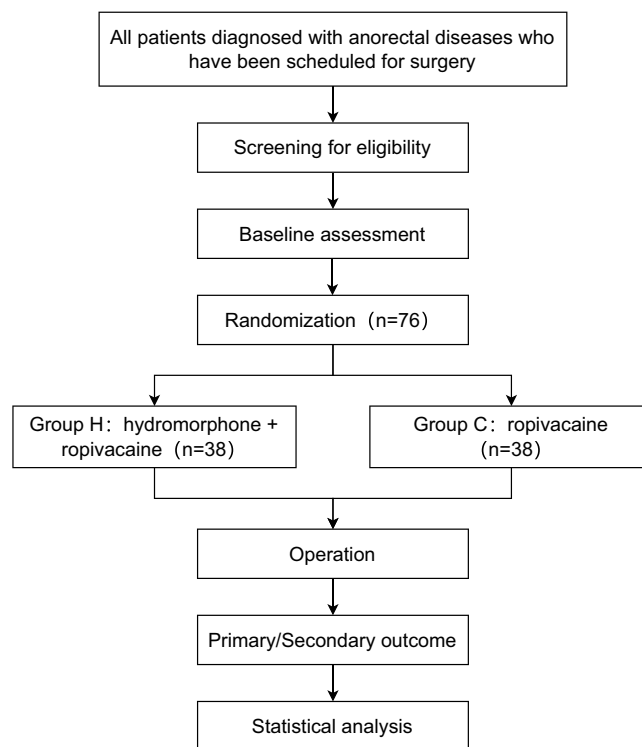 All patients diagnosed with anorectal diseases who
have been scheduled for surgery
Screening for eligibility
Baseline assessment
Randomization（n=76）
Group H：hydromorphone +
ropivacaine（n=38）
Group C：ropivacaine
（n=38）
Operation
Primary/Secondary outcome
Statistical analysis